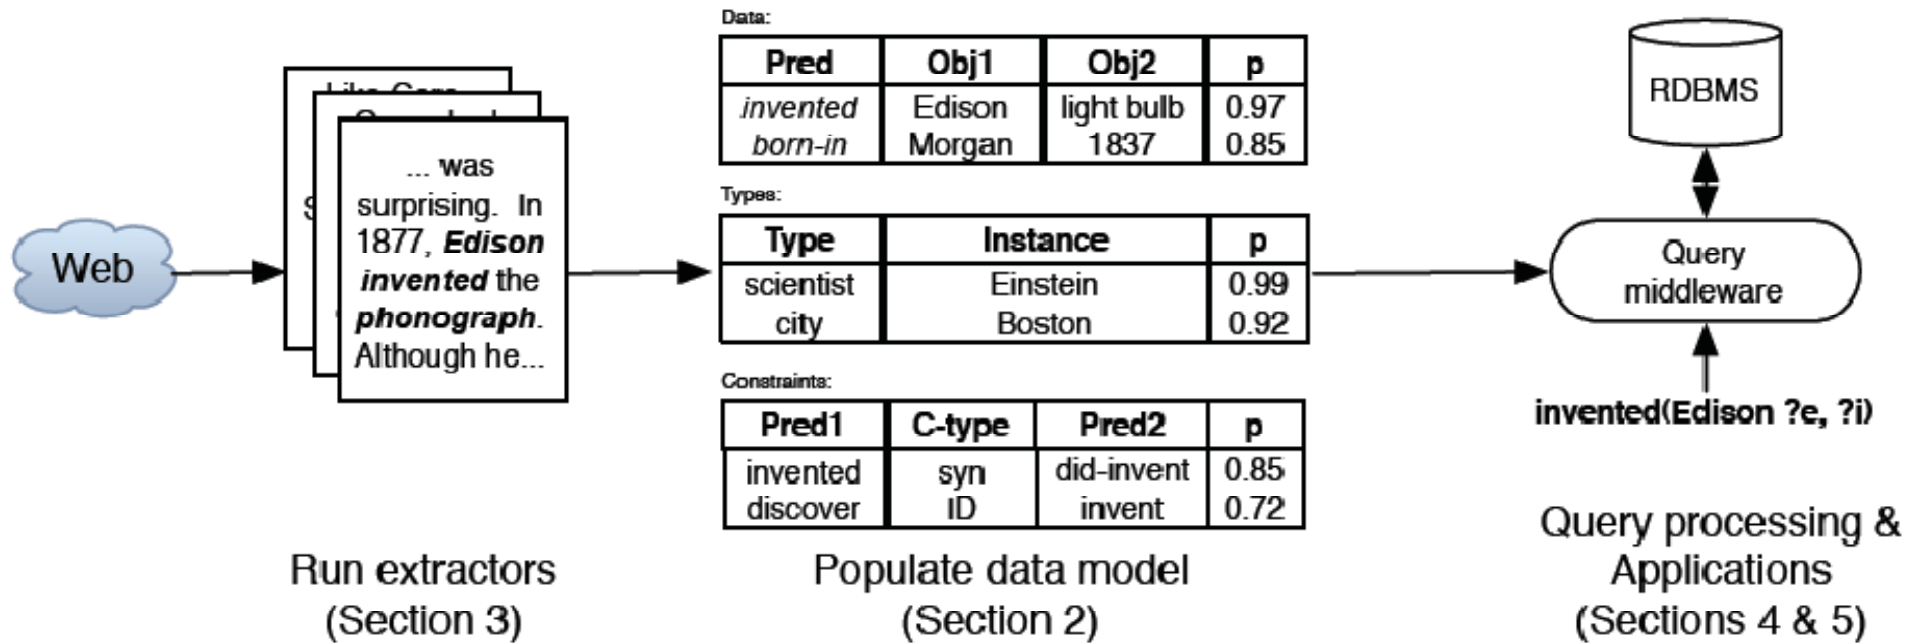 Web
... was
surprising. In
1877, Edison
invented the
phonograph.
Although he...
Run extractors
(Section 3)
Data:
Pred Obj1 Obj2 p
invented Edison light bulb 0.97
born-in Morgan 1837 0.85
Types:
Type Instance p
scientist Einstein 0.99
city Boston 0.92
Constraints:
Pred1 C-type Pred2 p
invented syn did-invent 0.85
discover ID invent 0.72
Populate data model
(Section 2)
RDBMS
Query
middleware
invented(Edison ?e, ?i)
Query processing &
Applications
(Sections 4 & 5)